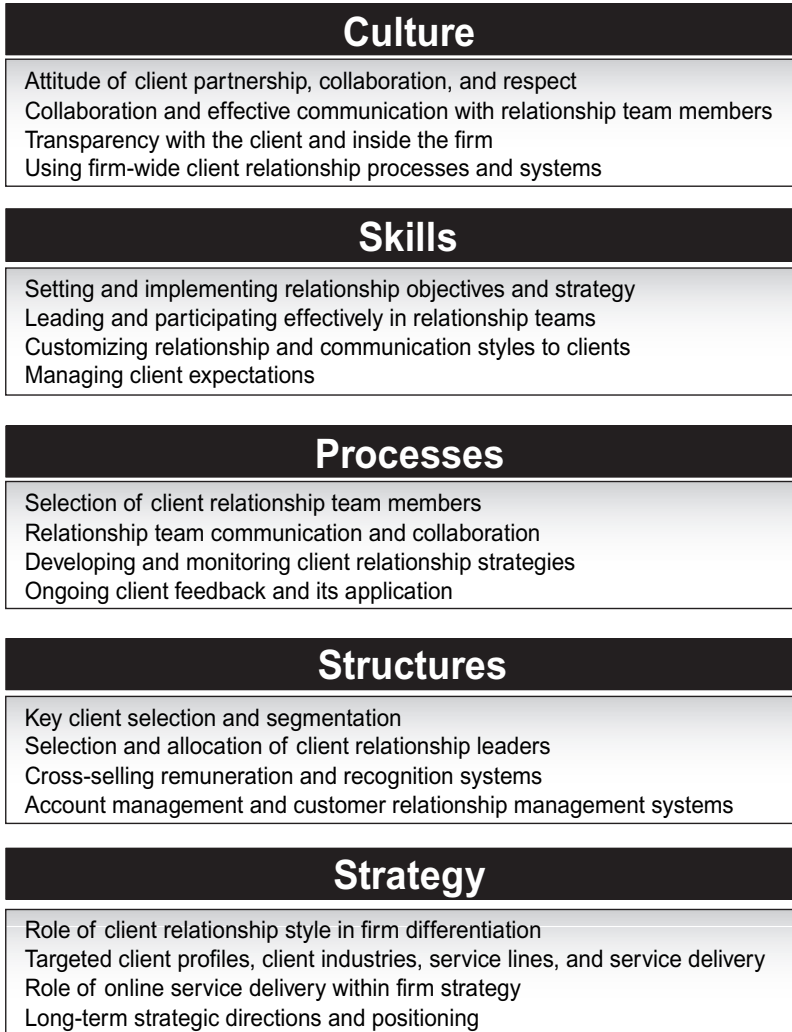 Culture
Attitude of client partnership, collaboration, and respect
Collaboration and effective communication with relationship team members
Transparency with the client and inside the firm
Using firm-wide client relationship processes and systems
Skills
Setting and implementing relationship objectives and strategy
Leading and participating effectively in relationship teams
Customizing relationship and communication styles to clients
Managing client expectations
Processes
Selection of client relationship team members
Relationship team communication and collaboration
Developing and monitoring client relationship strategies
Ongoing client feedback and its application
Structures
Key client selection and segmentation
Selection and allocation of client relationship leaders
Cross-selling remuneration and recognition systems
Account management and customer relationship management systems
Strategy
Role of client relationship style in firm differentiation
Targeted client profiles, client industries, service lines, and service delivery
Role of online service delivery within firm strategy
Long-term strategic directions and positioning